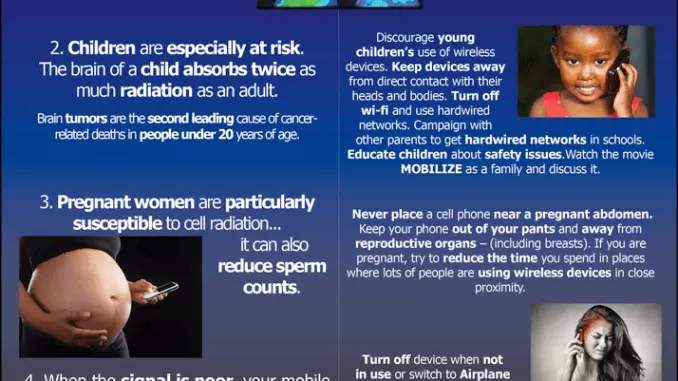 2. Children are especially at risk.
The brain of a child absorbs twice as
much radiation as an adult.
Brain tumors are the second leading cause of cancer-
related deaths in people under 20 years of age.
Discourage young
children's use of wireless
devices. Keep devices away
from direct contact with their
heads and bodies. Turn off
wi-fi and use hardwired
networks. Campaign with
other parents to get hardwired networks in schools.
Educate children about safety issues.Watch the movie
MOBILIZE as a family and discuss it.
3. Pregnant women are particularly
susceptible to cell radiation...
it can also
reduce sperm
counts.
Never place a cell phone near a pregnant abdomen.
Keep your phone out of your pants and away from
reproductive organs – (including breasts). If you are
pregnant, try to reduce the time you spend in places
where lots of people are using wireless devices in close
proximity.
4. When the signal is poor, your mobile
Turn off device when not
in use or switch to Airplane